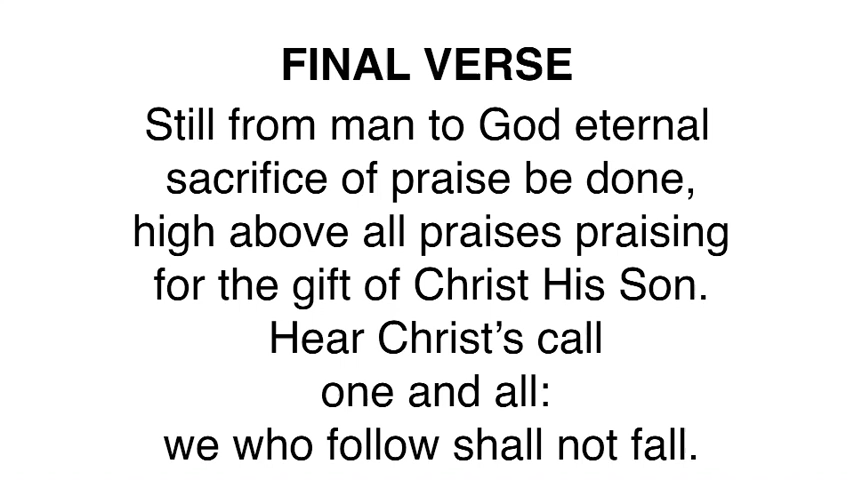 FINAL VERSE
Still from man to God eternal
sacrifice of praise be done,
high above all praises praising
for the gift of Christ His Son.
Hear Christ’s call
one and all:
we who follow shall not fall.